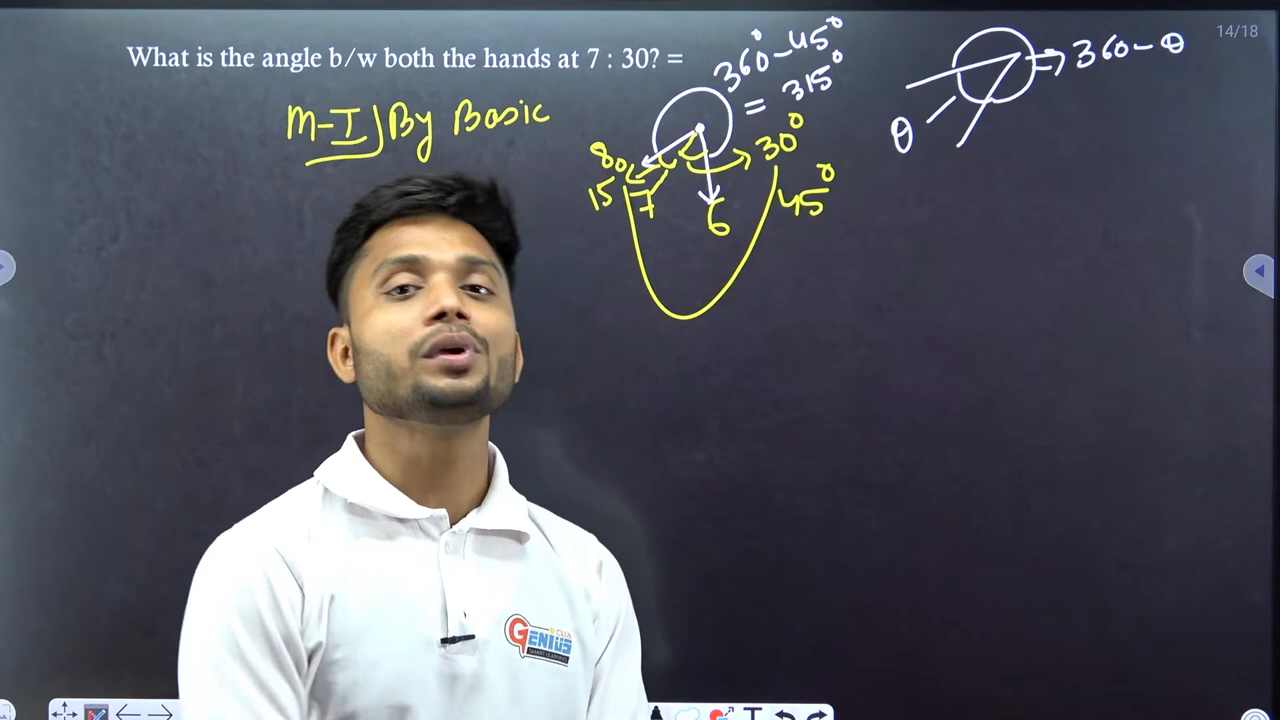 14/18
What is the angle b/w both the hands at 7 : 30? =
M-I) By Basic
360°-45°
= 315°
360-θ
θ
30°
45°
8
15°
7
6
GENIUS